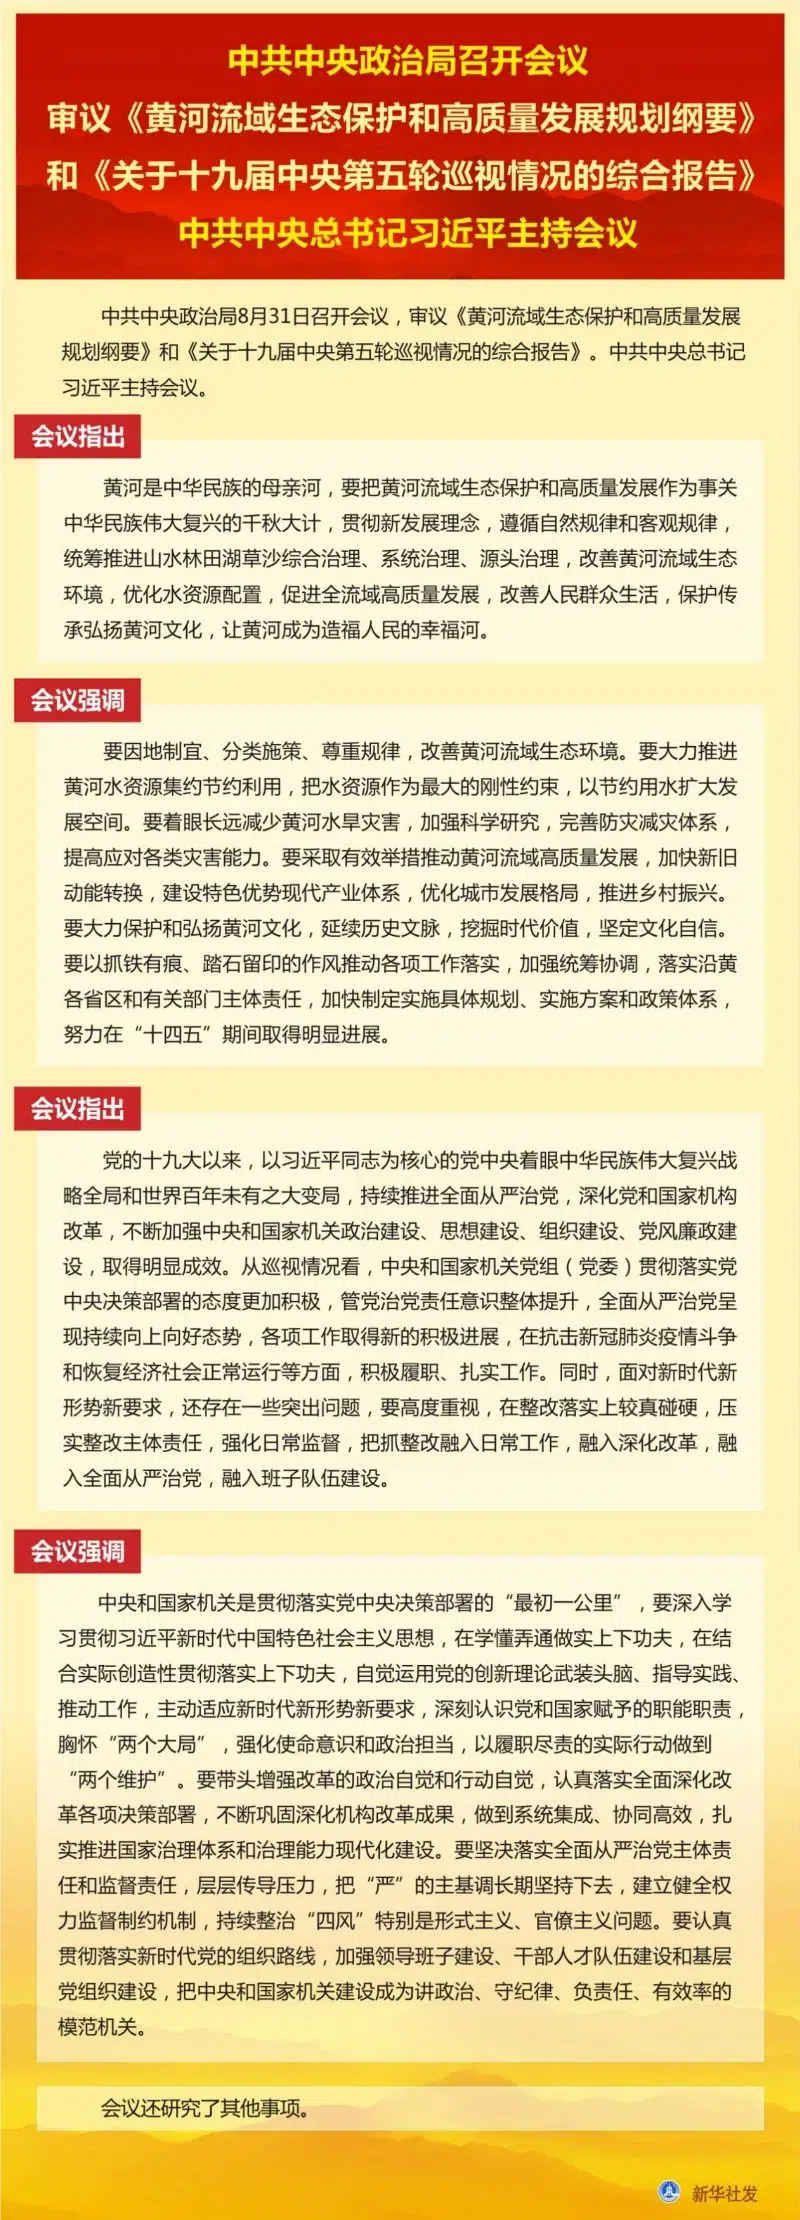 中共中央政治局召开会议
审议《黄河流域生态保护和高质量发展规划纲要》
和《关于十九届中央第五轮巡视情况的综合报告》
中共中央总书记习近平主持会议
中共中央政治局8月31日召开会议，审议《黄河流域生态保护和高质量发展
规划纲要》和《关于十九届中央第五轮巡视情况的综合报告》。中共中央总书记
习近平主持会议。
会议指出
黄河是中华民族的母亲河，要把黄河流域生态保护和高质量发展作为事关
中华民族伟大复兴的千秋大计，贯彻新发展理念，遵循自然规律和客观规律，
统筹推进山水林田湖草沙综合治理、系统治理、源头治理，改善黄河流域生态
环境，优化水资源配置，促进全流域高质量发展，改善人民群众生活，保护传
承弘扬黄河文化，让黄河成为造福人民的幸福河。
会议强调
要因地制宜、分类施策、尊重规律，改善黄河流域生态环境。要大力推进
黄河水资源集约节约利用，把水资源作为最大的刚性约束，以节约用水扩大发
展空间。要着眼长远减少黄河水旱灾害，加强科学研究，完善防灾减灾体系，
提高应对各类灾害能力。要采取有效举措推动黄河流域高质量发展，加快新旧
动能转换，建设特色优势现代产业体系，优化城市发展格局，推进乡村振兴。
要大力保护和弘扬黄河文化，延续历史文脉，挖掘时代价值，坚定文化自信。
要以抓铁有痕、踏石留印的作风推动各项工作落实，加强统筹协调，落实沿黄
各省区和有关部门主体责任，加快制定实施具体规划、实施方案和政策体系，
努力在“十四五”期间取得明显进展。
会议指出
党的十九大以来，以习近平同志为核心的党中央着眼中华民族伟大复兴战
略全局和世界百年未有之大变局，持续推进全面从严治党，深化党和国家机构
改革，不断加强中央和国家机关政治建设、思想建设、组织建设、党风廉政建
设，取得明显成效。从巡视情况看，中央和国家机关党组（党委）贯彻落实党
中央决策部署的态度更加积极，管党治党责任意识整体提升，全面从严治党呈
现持续向上向好态势，各项工作取得新的积极进展，在抗击新冠肺炎疫情斗争
和恢复经济社会正常运行等方面，积极履职、扎实工作。同时，面对新时代新
形势新要求，还存在一些突出问题，要高度重视，在整改落实上较真碰硬，压
实整改主体责任，强化日常监督，把抓整改融入日常工作，融入深化改革，融
入全面从严治党，融入班子队伍建设。
会议强调
中央和国家机关是贯彻落实党中央决策部署的“最初一公里”，要深入学
习贯彻习近平新时代中国特色社会主义思想，在学懂弄通做实上下功夫，在结
合实际创造性贯彻落实上下功夫，自觉运用党的创新理论武装头脑、指导实践、
推动工作，主动适应新时代新形势新要求，深刻认识党和国家赋予的职能职责，
胸怀“两个大局”，强化使命意识和政治担当，以履职尽责的实际行动做到
“两个维护”。要带头增强改革的政治自觉和行动自觉，认真落实全面深化改
革各项决策部署，不断巩固深化机构改革成果，做到系统集成、协同高效，扎
实推进国家治理体系和治理能力现代化建设。要坚决落实全面从严治党主体责
任和监督责任，层层传导压力，把“严”的主基调长期坚持下去，建立健全权
力监督制约机制，持续整治“四风”特别是形式主义、官僚主义问题。要认真
贯彻落实新时代党的组织路线，加强领导班子建设、干部人才队伍建设和基层
党组织建设，把中央和国家机关建设成为讲政治、守纪律、负责任、有效率的
模范机关。
会议还研究了其他事项。
新华社发